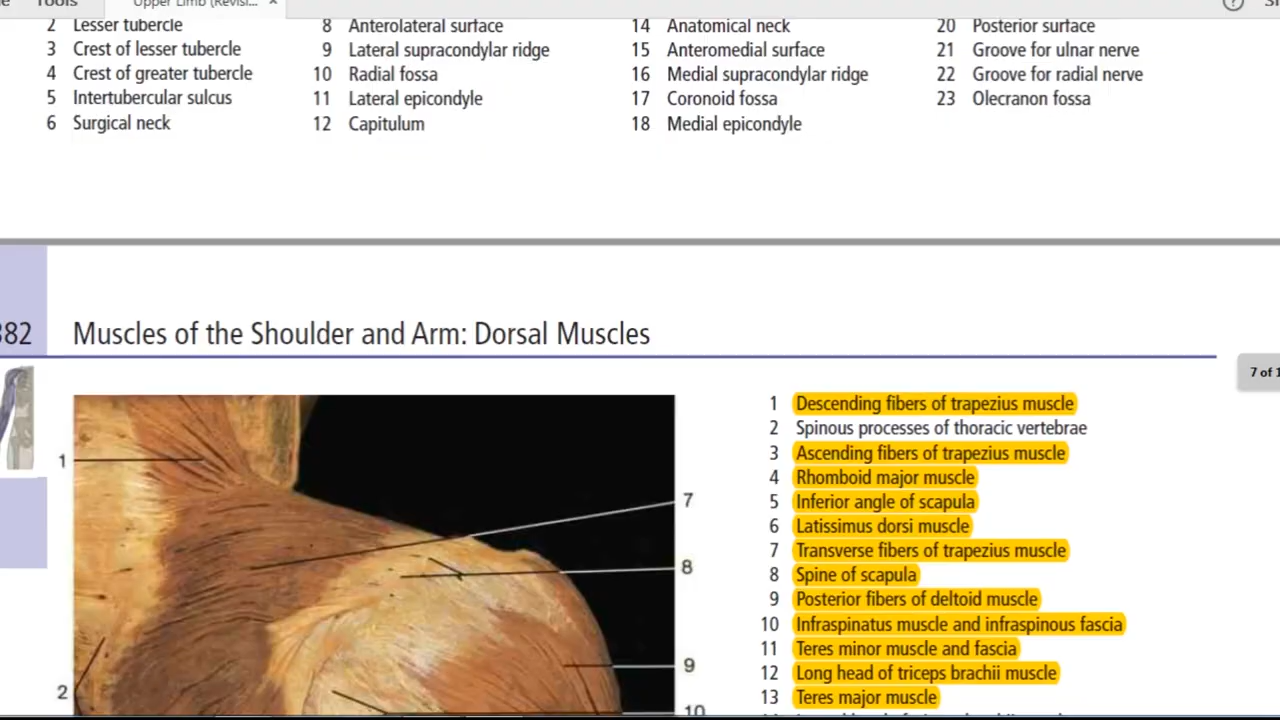 Tools Upper Limb (Revisi... ×
2 Lesser tubercle
3 Crest of lesser tubercle
4 Crest of greater tubercle
5 Intertubercular sulcus
6 Surgical neck
8 Anterolateral surface
9 Lateral supracondylar ridge
10 Radial fossa
11 Lateral epicondyle
12 Capitulum
14 Anatomical neck
15 Anteromedial surface
16 Medial supracondylar ridge
17 Coronoid fossa
18 Medial epicondyle
20 Posterior surface
21 Groove for ulnar nerve
22 Groove for radial nerve
23 Olecranon fossa
382 Muscles of the Shoulder and Arm: Dorsal Muscles
7 of 1
1
2
7
8
9
10
1 Descending fibers of trapezius muscle
2 Spinous processes of thoracic vertebrae
3 Ascending fibers of trapezius muscle
4 Rhomboid major muscle
5 Inferior angle of scapula
6 Latissimus dorsi muscle
7 Transverse fibers of trapezius muscle
8 Spine of scapula
9 Posterior fibers of deltoid muscle
10 Infraspinatus muscle and infraspinous fascia
11 Teres minor muscle and fascia
12 Long head of triceps brachii muscle
13 Teres major muscle